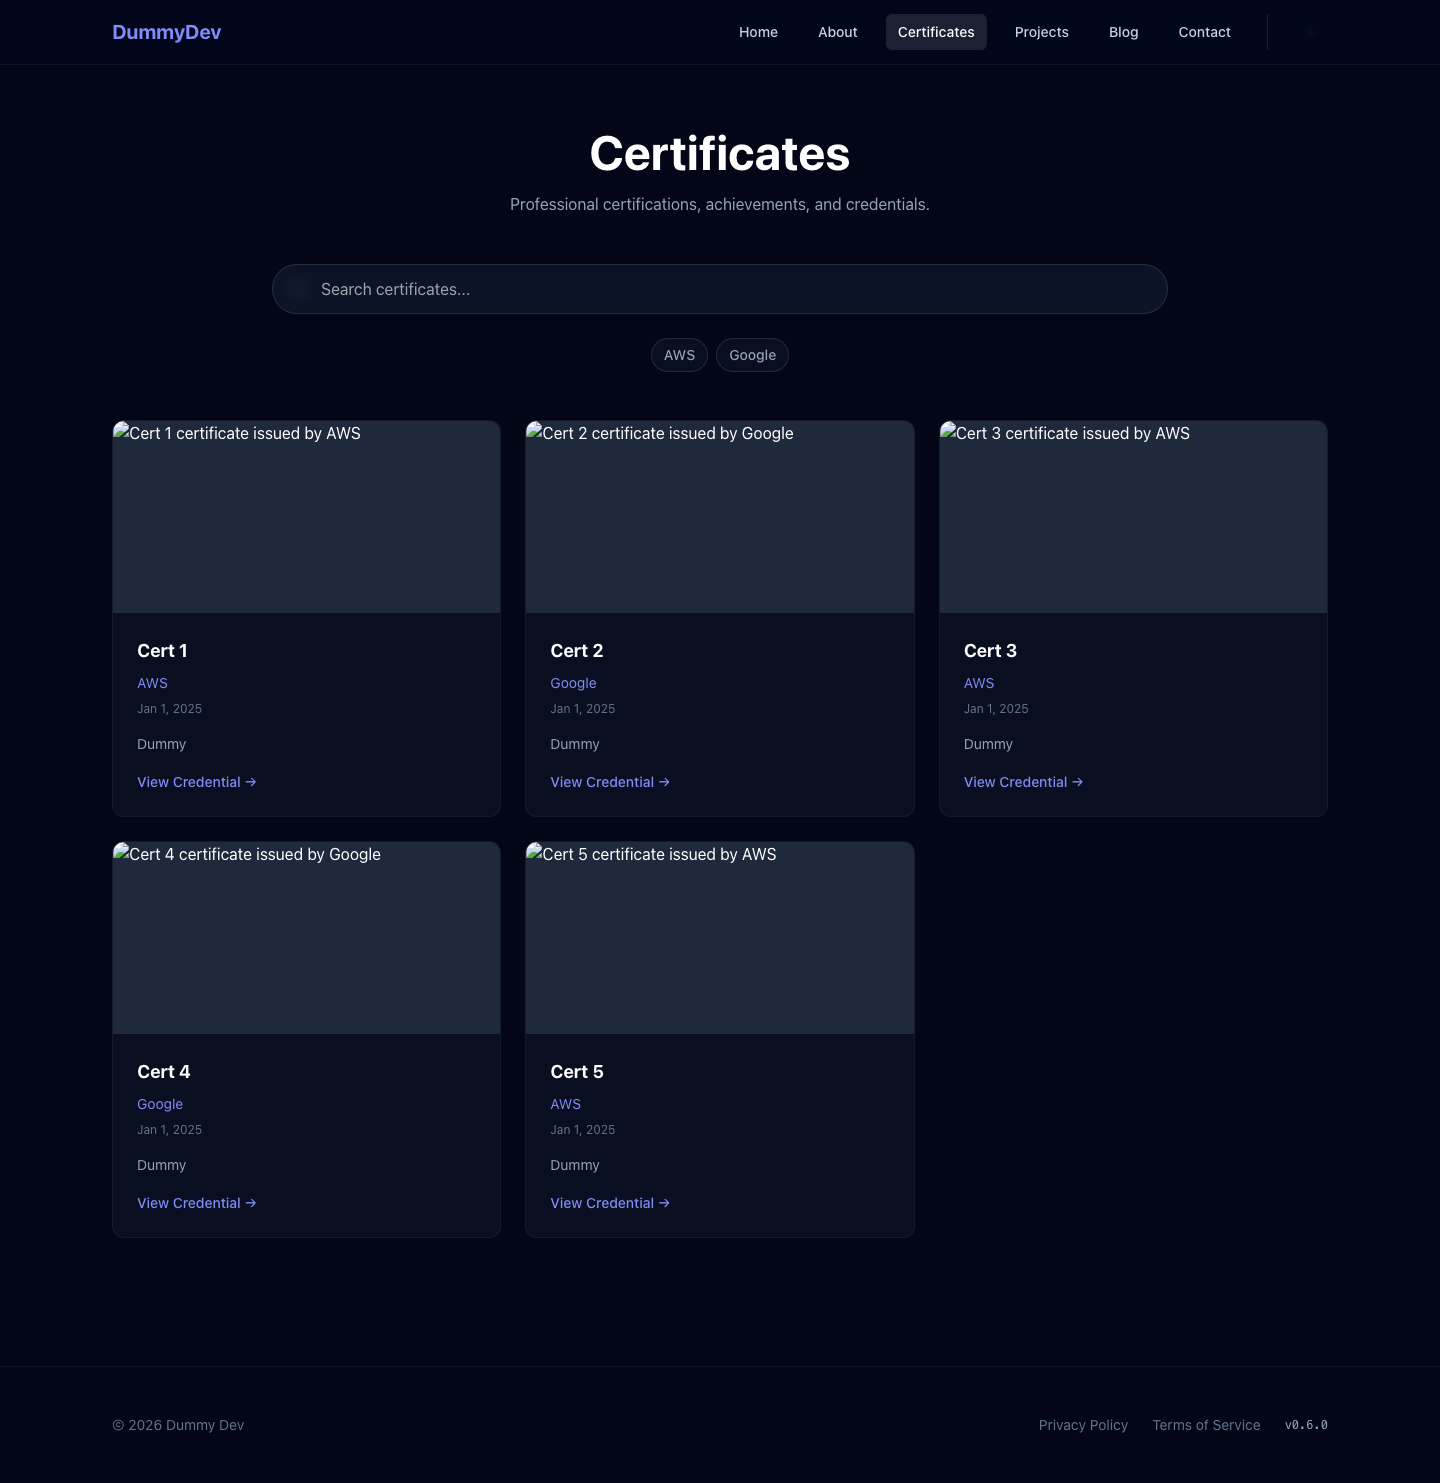 DummyDev
Home About Certificates Projects Blog Contact
Certificates
Professional certifications, achievements, and credentials.
Search certificates...
AWS Google
Cert 1 certificate issued by AWS
Cert 2 certificate issued by Google
Cert 3 certificate issued by AWS
Cert 1
AWS
Jan 1, 2025
Dummy
View Credential →
Cert 2
Google
Jan 1, 2025
Dummy
View Credential →
Cert 3
AWS
Jan 1, 2025
Dummy
View Credential →
Cert 4 certificate issued by Google
Cert 5 certificate issued by AWS
Cert 4
Google
Jan 1, 2025
Dummy
View Credential →
Cert 5
AWS
Jan 1, 2025
Dummy
View Credential →
© 2026 Dummy Dev
Privacy Policy Terms of Service v0.6.0